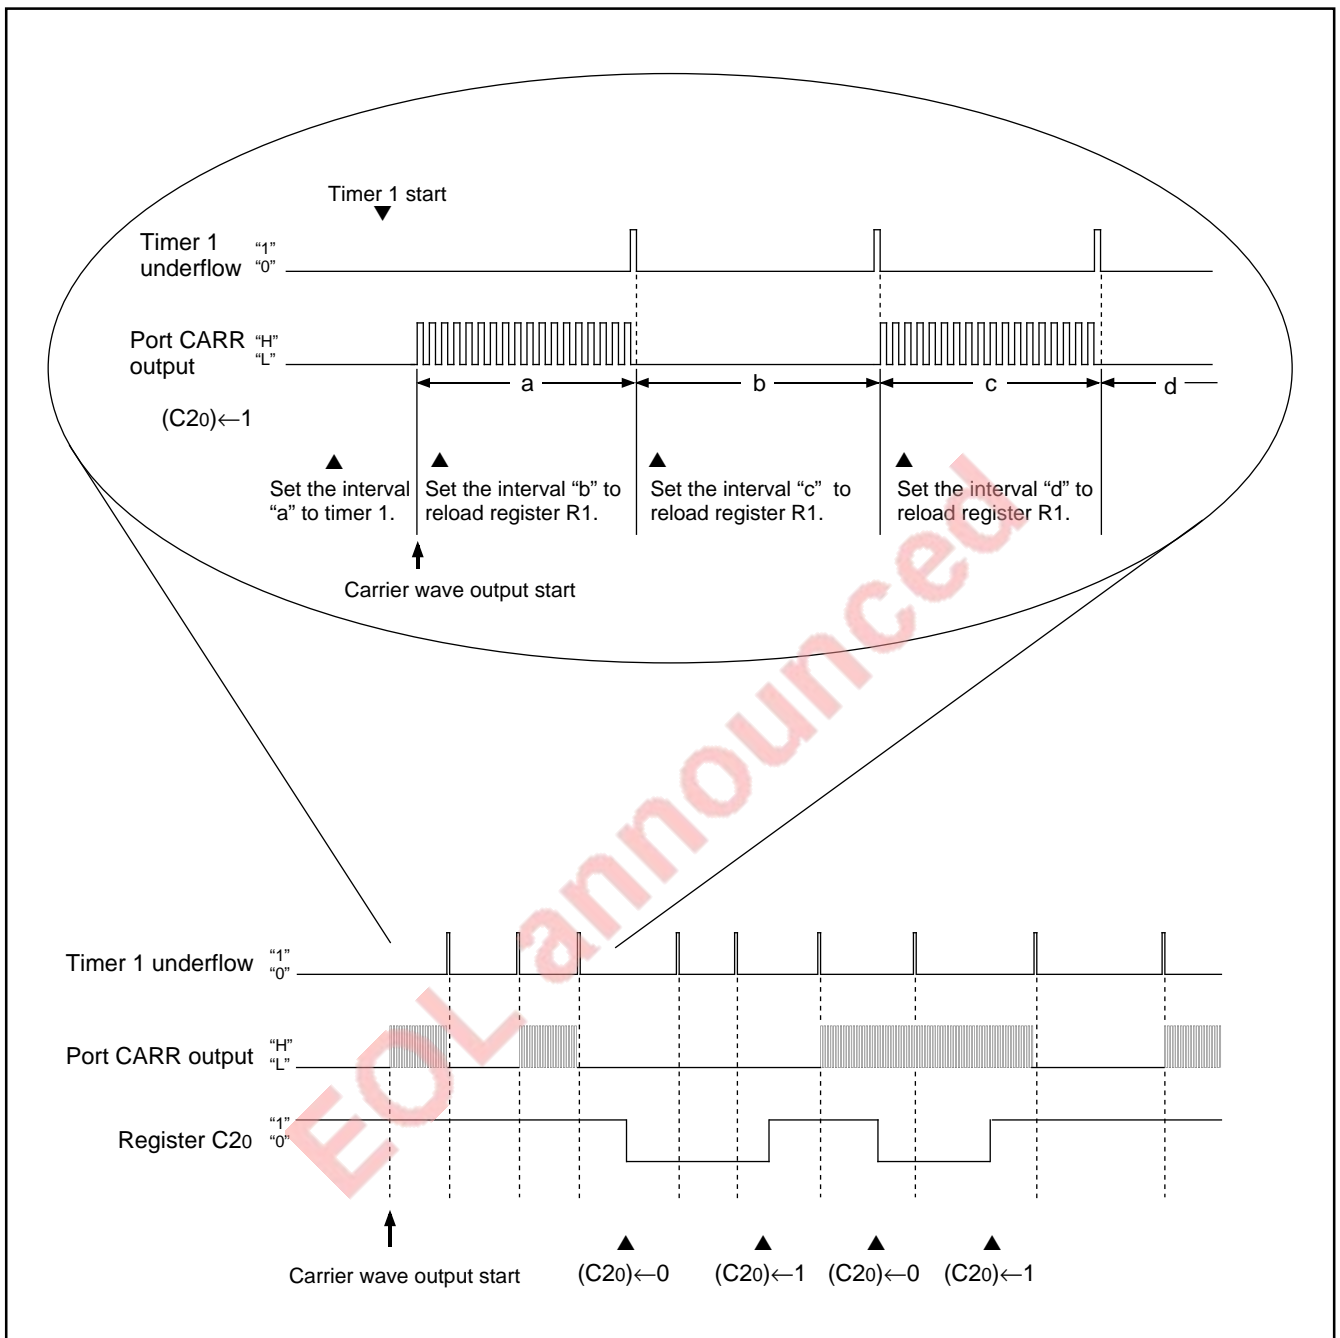 Timer 1 start
Timer 1
underflow
“1”
“0”
Port CARR
output
“H”
“L”
a
b
c
d
(C20)←1
Set the interval
“a” to timer 1.
Set the interval “b” to
reload register R1.
Set the interval “c” to
reload register R1.
Set the interval “d” to
reload register R1.
Carrier wave output start
EOL announced
Timer 1 underflow
“1”
“0”
Port CARR output
“H”
“L”
Register C20
“1”
“0”
Carrier wave output start
(C20)←0
(C20)←1
(C20)←0
(C20)←1